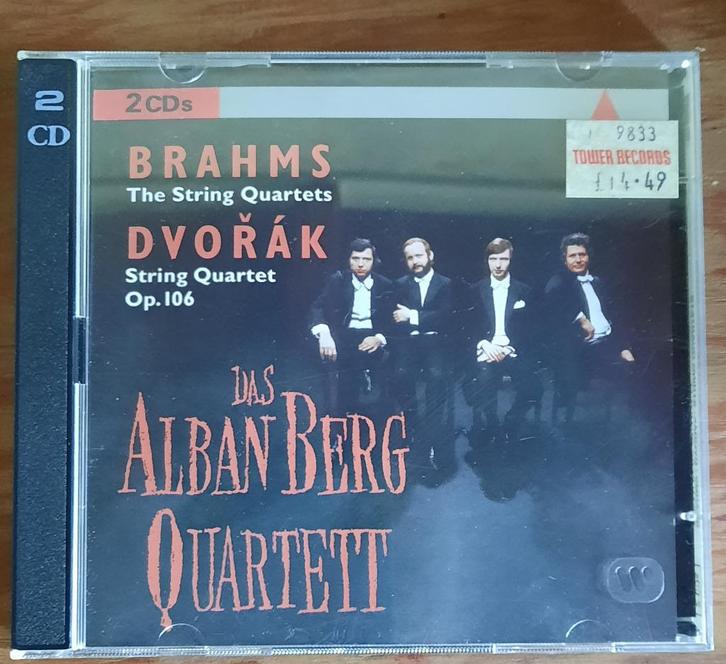 2
CD
2CDs
BRAHMS
The String Quartets
DVOŘÁK
String Quartet
Op.106
9833
TOWER RECORDS
£14.49
DAS
ALBAN BERG
QUARTETT